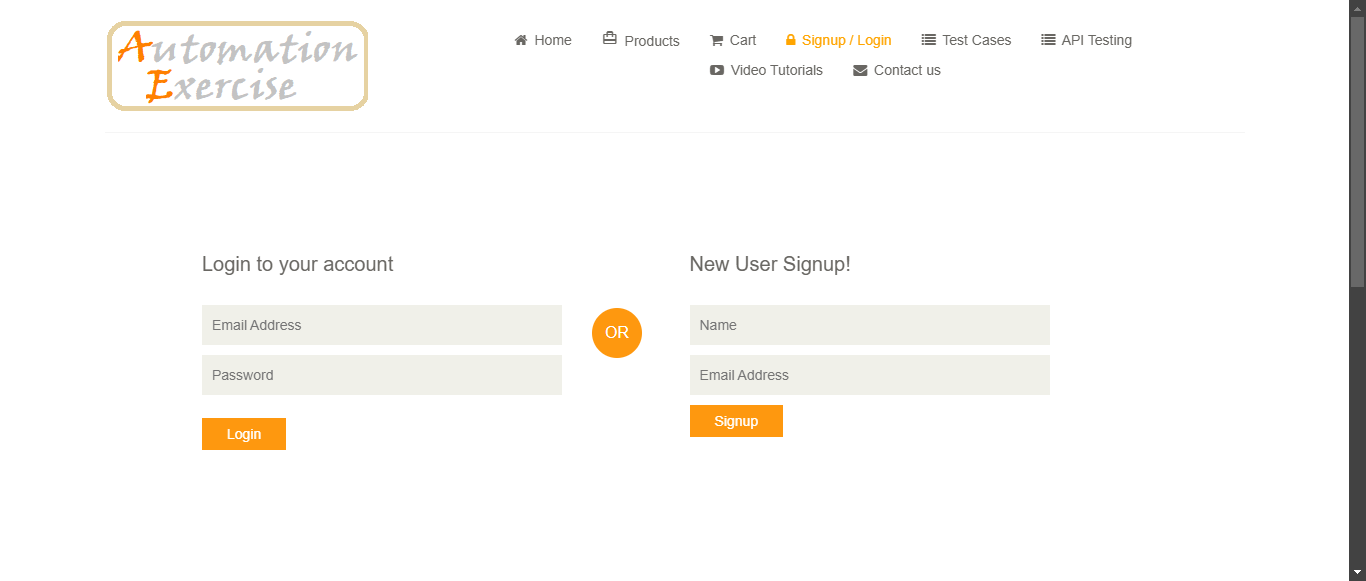 Automation
Exercise
Home Products Cart Signup / Login Test Cases API Testing
Video Tutorials Contact us
Login to your account
Email Address
Password
Login
OR
New User Signup!
Name
Email Address
Signup